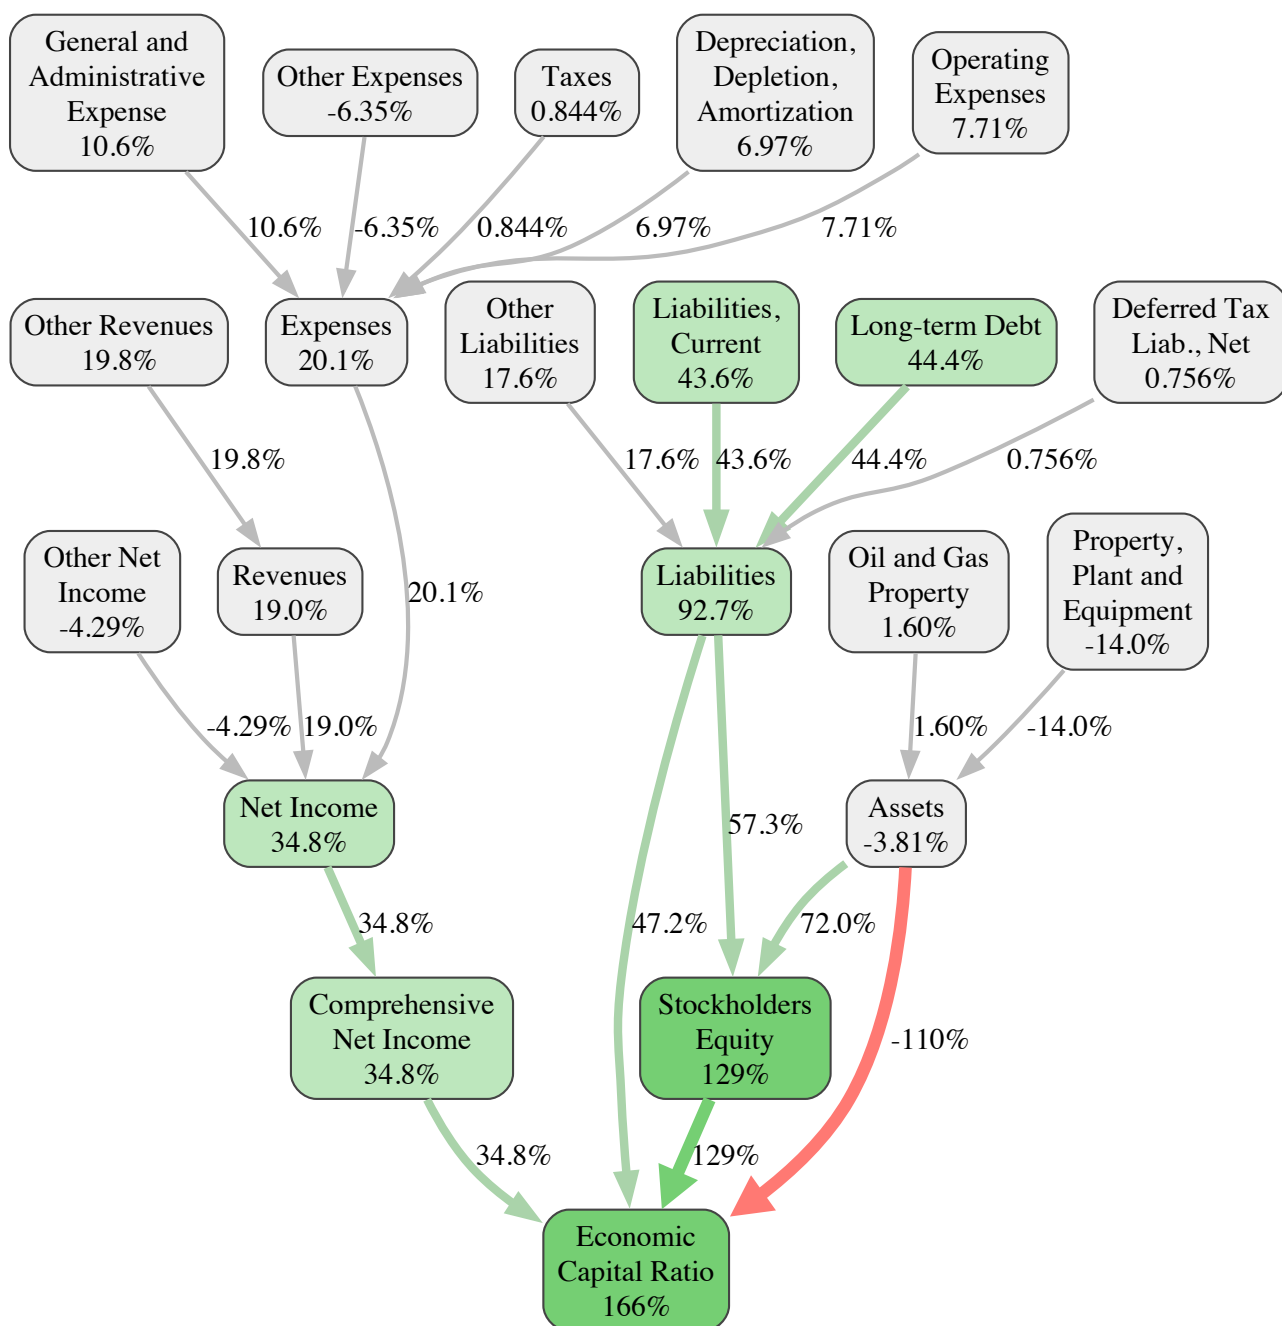 General and
Administrative
Expense
10.6%
Other Expenses
-6.35%
Taxes
0.844%
Depreciation,
Depletion,
Amortization
6.97%
Operating
Expenses
7.71%
10.6%
-6.35%
0.844%
6.97%
7.71%
Other Revenues
19.8%
Expenses
20.1%
Other
Liabilities
17.6%
Liabilities,
Current
43.6%
Long-term Debt
44.4%
Deferred Tax
Liab., Net
0.756%
19.8%
17.6%
43.6%
44.4%
0.756%
Other Net
Income
-4.29%
Revenues
19.0%
20.1%
Liabilities
92.7%
Oil and Gas
Property
1.60%
Property,
Plant and
Equipment
-14.0%
-4.29%
19.0%
1.60%
-14.0%
Net Income
34.8%
57.3%
Assets
-3.81%
34.8%
47.2%
72.0%
Comprehensive
Net Income
34.8%
Stockholders
Equity
129%
-110%
34.8%
129%
Economic
Capital Ratio
166%